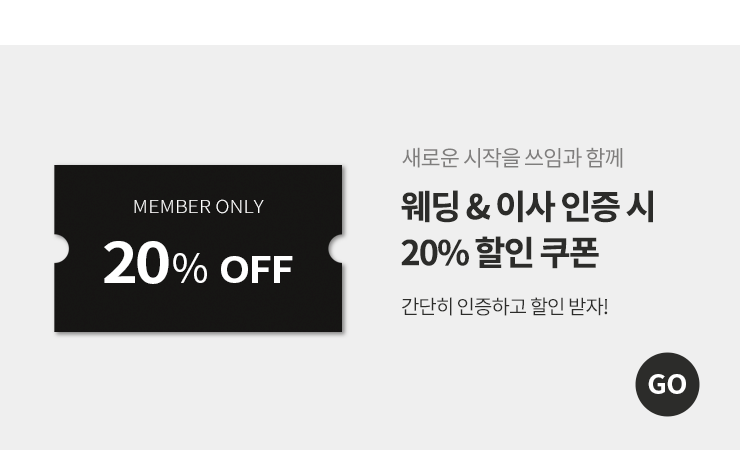 MEMBER ONLY
20% OFF
새로운 시작을 쓰임과 함께
웨딩 & 이사 인증 시
20% 할인 쿠폰
간단히 인증하고 할인 받자!
GO